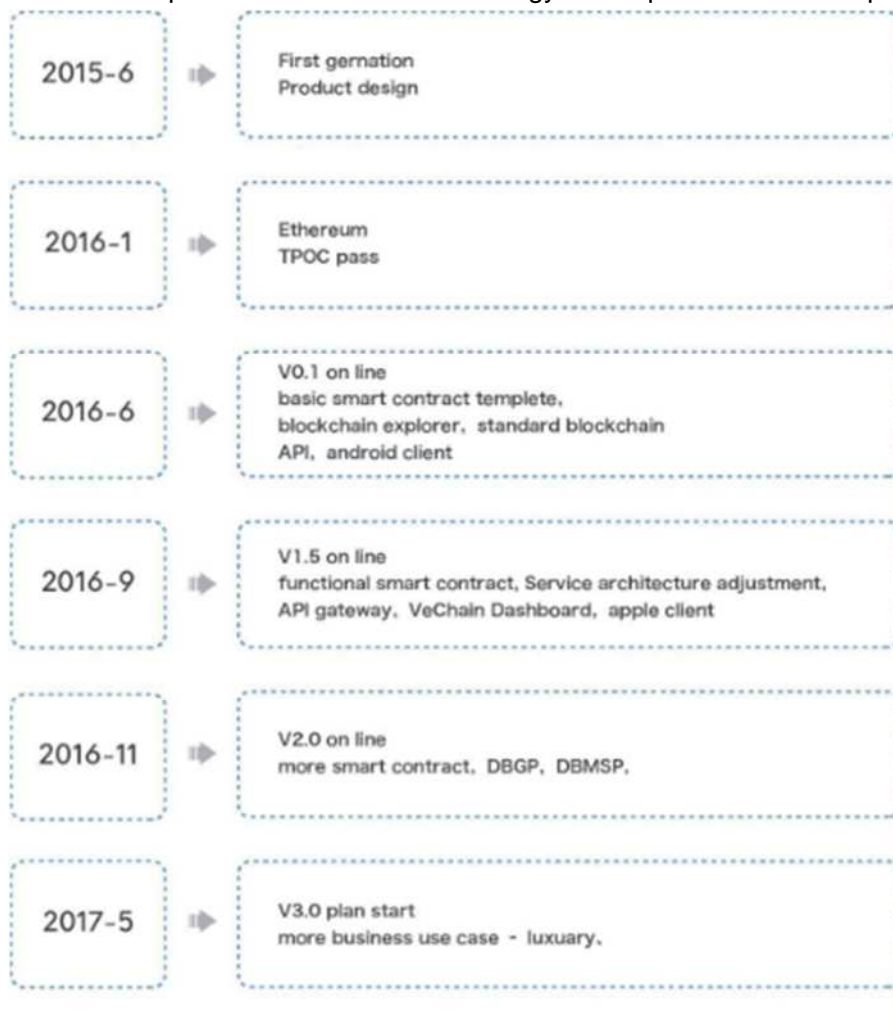 2015-6
First gernation
Product design
2016-1
Ethereum
TPOC pass
2016-6
V0.1 on line
basic smart contract templete,
blockchain explorer, standard blockchain
API, android client
2016-9
V1.5 on line
functional smart contract, Service architecture adjustment,
API gateway, VeChain Dashboard, apple client
2016-11
V2.0 on line
more smart contract, DBGP, DBMSP,
2017-5
V3.0 plan start
more business use case - luxuary,